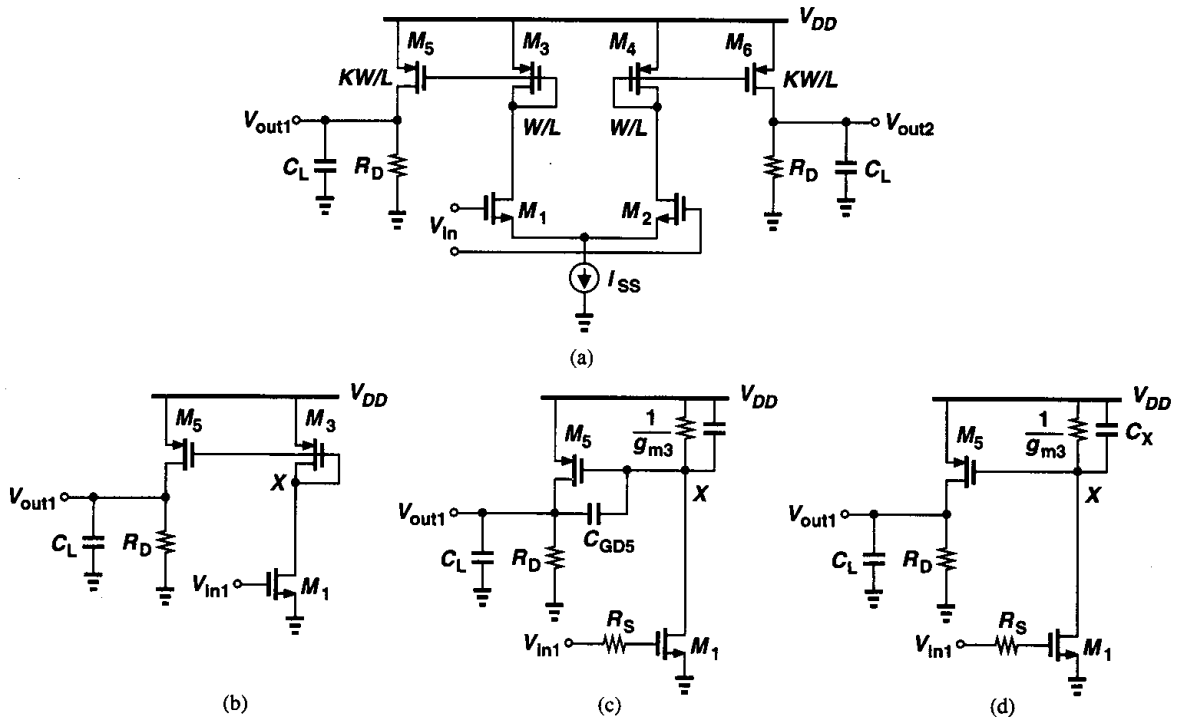 V_DD
M_5 M_3 M_4 M_6
KW/L KW/L
V_out1 W/L W/L V_out2
C_L R_D R_D C_L
M_1 M_2
V_in
I_SS
(a)
V_DD
M_5 M_3
X
V_out1
C_L R_D
V_in1 M_1
(b)
V_DD
1
g_m3
M_5
X
V_out1
C_GD5
C_L R_D
R_S
V_in1 M_1
(c)
V_DD
1
g_m3 C_X
M_5
X
V_out1
C_L R_D
R_S
V_in1 M_1
(d)